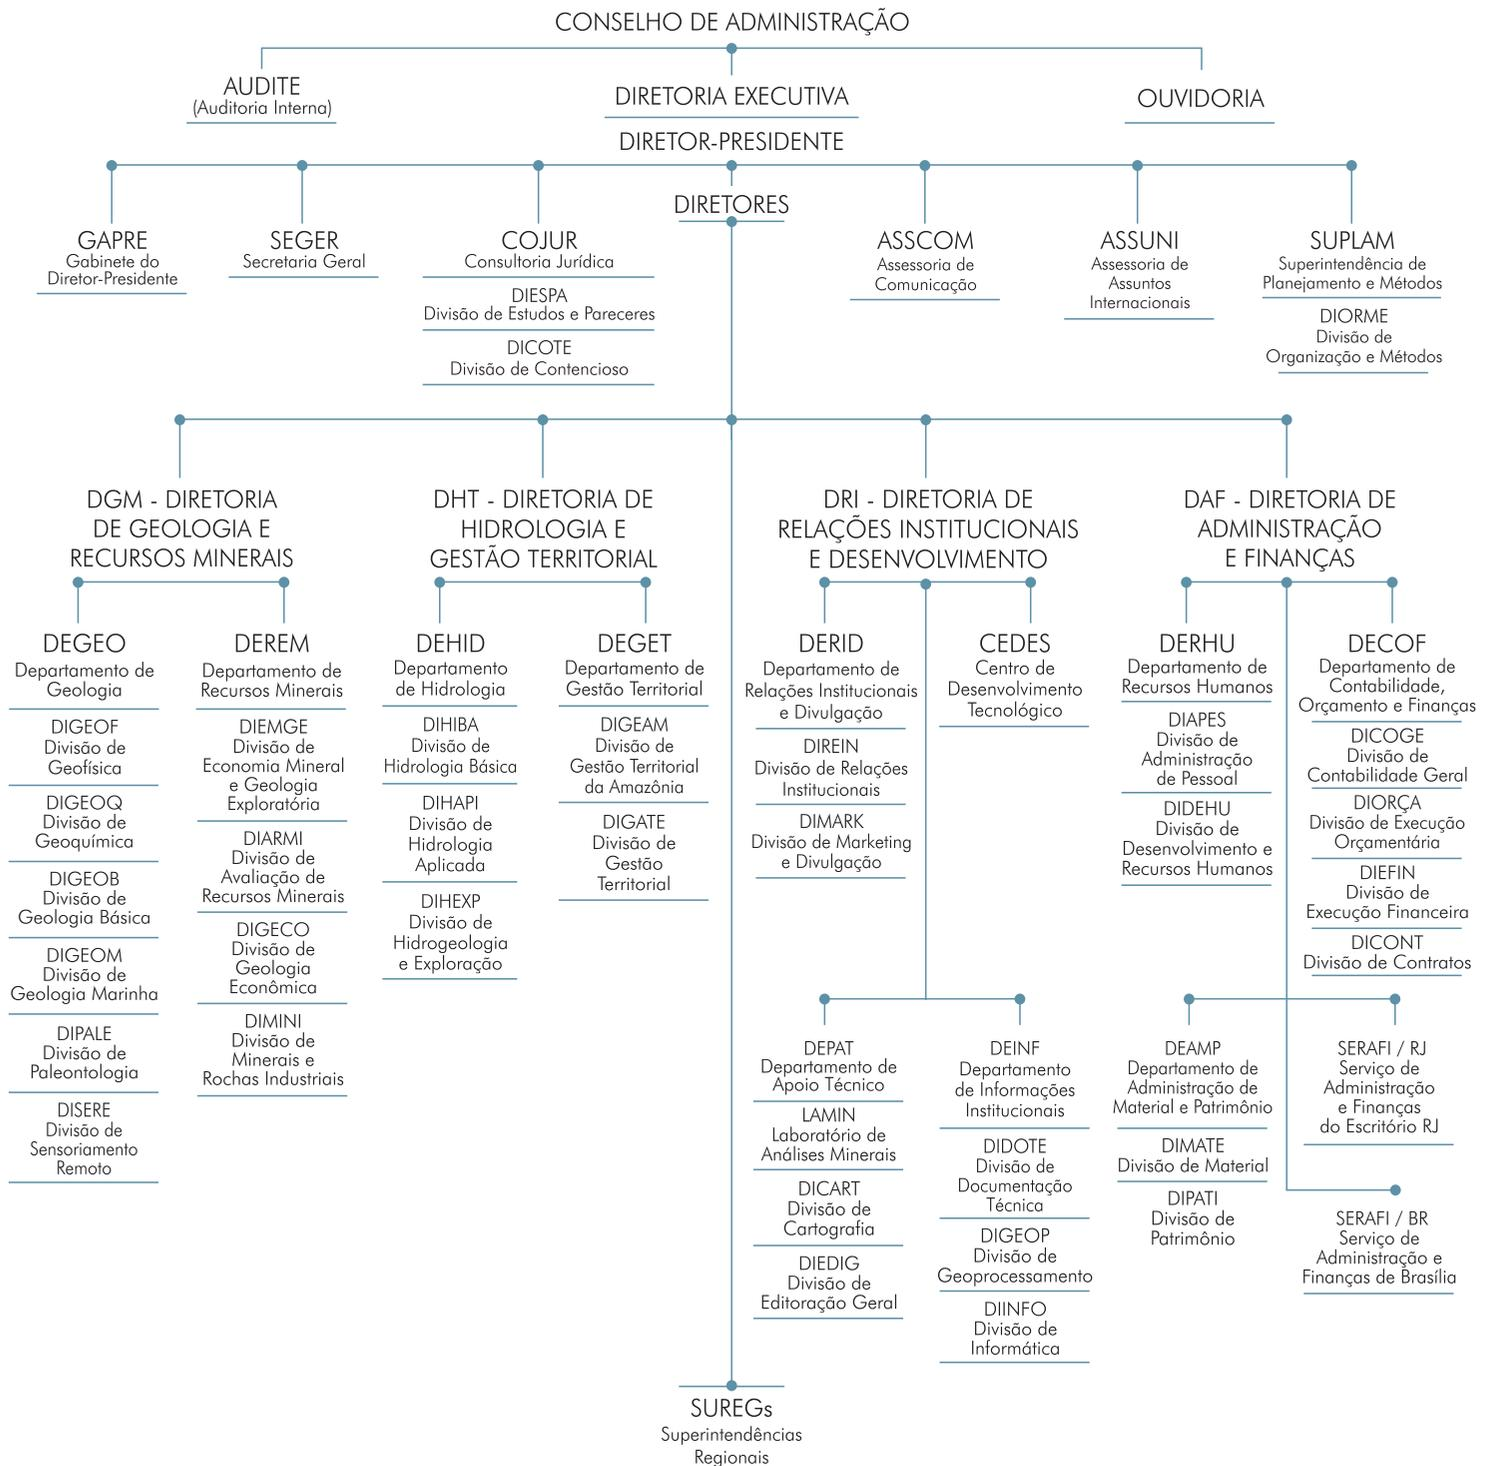 CONSELHO DE ADMINISTRAÇÃO
AUDITE
(Auditoria Interna)
DIRETORIA EXECUTIVA
OUVIDORIA
DIRETOR-PRESIDENTE
DIRETORES
GAPRE
Gabinete do
Diretor-Presidente
SEGER
Secretaria Geral
COJUR
Consultoria Jurídica
DIESPA
Divisão de Estudos e Pareceres
DICOTE
Divisão de Contencioso
ASSCOM
Assessoria de
Comunicação
ASSUNI
Assessoria de
Assuntos
Internacionais
SUPLAM
Superintendência de
Planejamento e Métodos
DIORME
Divisão de
Organização e Métodos
DGM - DIRETORIA
DE GEOLOGIA E
RECURSOS MINERAIS
DHT - DIRETORIA DE
HIDROLOGIA E
GESTÃO TERRITORIAL
DRI - DIRETORIA DE
RELAÇÕES INSTITUCIONAIS
E DESENVOLVIMENTO
DAF - DIRETORIA DE
ADMINISTRAÇÃO
E FINANÇAS
DEGEO
Departamento de
Geologia
DIGEOF
Divisão de
Geofísica
DIGEOQ
Divisão de
Geoquímica
DIGEOB
Divisão de
Geologia Básica
DIGEOM
Divisão de
Geologia Marinha
DIPALE
Divisão de
Paleontologia
DISERE
Divisão de
Sensoriamento
Remoto
DEREM
Departamento de
Recursos Minerais
DIEMGE
Divisão de
Economia Mineral
e Geologia
Exploratória
DIARMI
Divisão de
Avaliação de
Recursos Minerais
DIGECO
Divisão de
Geologia
Econômica
DIMINI
Divisão de
Minerais e
Rochas Industriais
DEHID
Departamento
de Hidrologia
DIHIBA
Divisão de
Hidrologia Básica
DIHAPI
Divisão de
Hidrologia
Aplicada
DIHEXP
Divisão de
Hidrogeologia
e Exploração
DEGET
Departamento de
Gestão Territorial
DIGEAM
Divisão de
Gestão Territorial
da Amazônia
DIGATE
Divisão de
Gestão
Territorial
DERID
Departamento de
Relações Institucionais
e Divulgação
DIREIN
Divisão de Relações
Institucionais
DIMARK
Divisão de Marketing
e Divulgação
CEDES
Centro de
Desenvolvimento
Tecnológico
DEPAT
Departamento de
Apoio Técnico
LAMIN
Laboratório de
Análises Minerais
DICART
Divisão de
Cartografia
DIEDIG
Divisão de
Editoração Geral
DEINF
Departamento
de Informações
Institucionais
DIDOTE
Divisão de
Documentação
Técnica
DIGEOP
Divisão de
Geoprocessamento
DIINFO
Divisão de
Informática
DERHU
Departamento de
Recursos Humanos
DIAPES
Divisão de
Administração
de Pessoal
DIDEHU
Divisão de
Desenvolvimento e
Recursos Humanos
DECOF
Departamento de
Contabilidade,
Orçamento e Finanças
DICOGE
Divisão de
Contabilidade Geral
DIORÇA
Divisão de Execução
Orçamentária
DIEFIN
Divisão de
Execução Financeira
DICONT
Divisão de Contratos
DEAMP
Departamento de
Administração de
Material e Patrimônio
DIMATE
Divisão de Material
DIPATI
Divisão de
Patrimônio
SERAFI / RJ
Serviço de
Administração
e Finanças
do Escritório RJ
SERAFI / BR
Serviço de
Administração e
Finanças de Brasília
SUREGs
Superintendências
Regionais